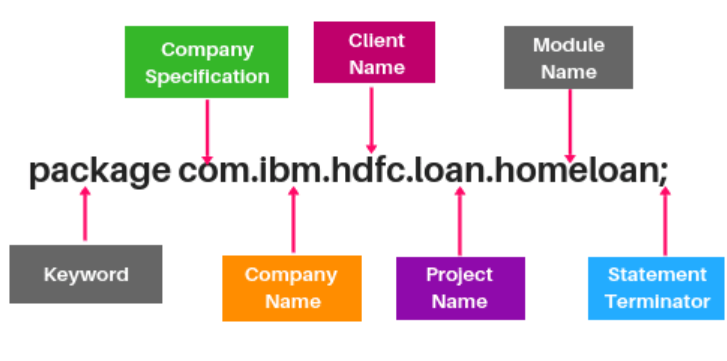 Company
Specification
Client
Name
Module
Name
package com.ibm.hdfc.loan.homeloan;
Keyword
Company
Name
Project
Name
Statement
Terminator